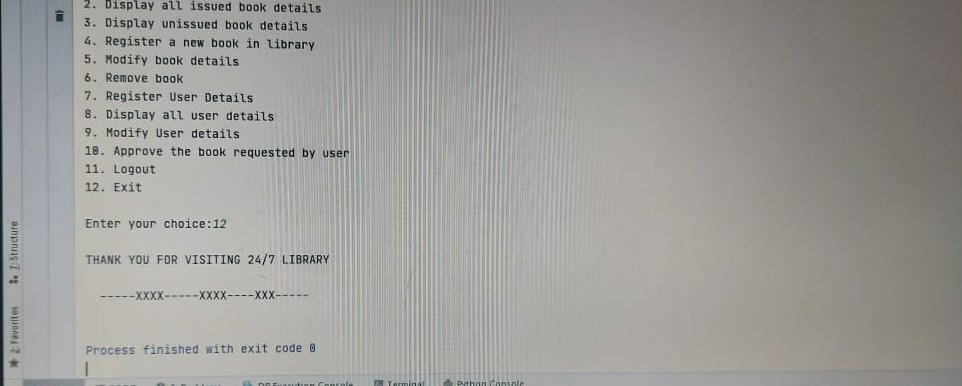 2. Display all issued book details
3. Display unissued book details
4. Register a new book in library
5. Modify book details
6. Remove book
7. Register User Details
8. Display all user details
9. Modify User details
10. Approve the book requested by user
11. Logout
12. Exit
Enter your choice:12
THANK YOU FOR VISITING 24/7 LIBRARY
-----XXXX-----XXXX----XXX-----
Process finished with exit code 0
7: Structure
2: Favorites
DB Execution Console
Terminal
Python Console